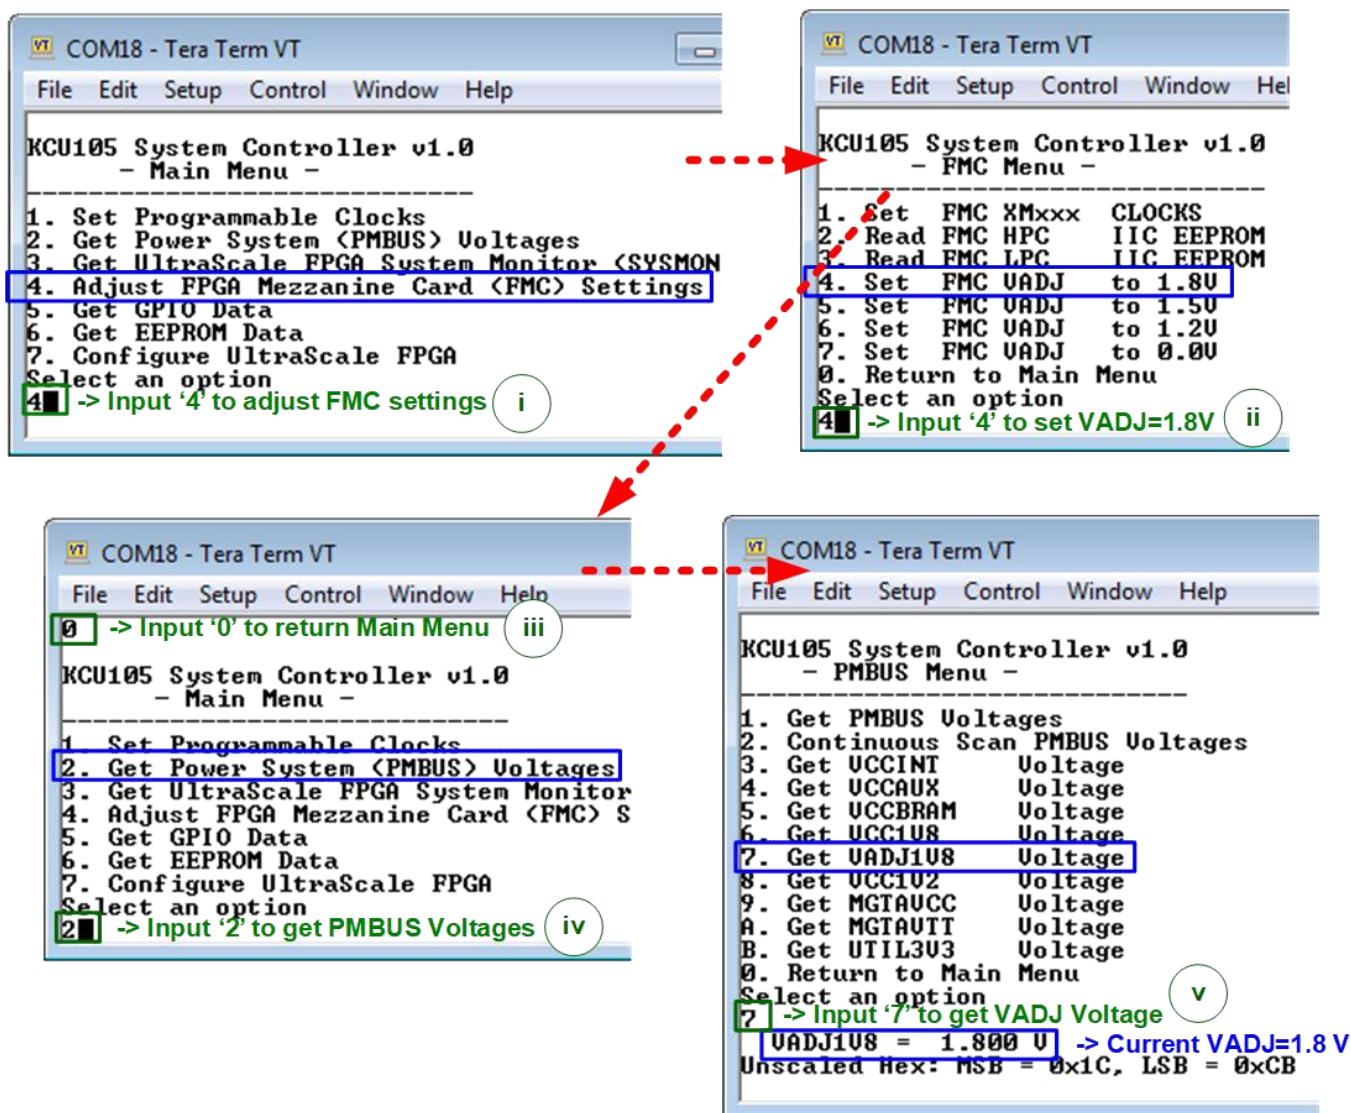 COM18 - Tera Term VT
File Edit Setup Control Window Help
KCU105 System Controller v1.0
- Main Menu -
-----------------------------
1. Set Programmable Clocks
2. Get Power System (PMBUS) Voltages
3. Get UltraScale FPGA System Monitor (SYSMON
4. Adjust FPGA Mezzanine Card (FMC) Settings
5. Get GPIO Data
6. Get EEPROM Data
7. Configure UltraScale FPGA
Select an option
4 -> Input ‘4’ to adjust FMC settings i
COM18 - Tera Term VT
File Edit Setup Control Window Hel
KCU105 System Controller v1.0
- FMC Menu -
-----------------------------
1. Set FMC XMxxx CLOCKS
2. Read FMC HPC IIC EEPROM
3. Read FMC LPC IIC EEPROM
4. Set FMC VADJ to 1.8V
5. Set FMC VADJ to 1.5V
6. Set FMC VADJ to 1.2V
7. Set FMC VADJ to 0.0V
0. Return to Main Menu
Select an option
4 -> Input ‘4’ to set VADJ=1.8V ii
COM18 - Tera Term VT
File Edit Setup Control Window Help
0 -> Input ‘0’ to return Main Menu iii
KCU105 System Controller v1.0
- Main Menu -
-----------------------------
1. Set Programmable Clocks
2. Get Power System (PMBUS) Voltages
3. Get UltraScale FPGA System Monitor
4. Adjust FPGA Mezzanine Card (FMC) S
5. Get GPIO Data
6. Get EEPROM Data
7. Configure UltraScale FPGA
Select an option
2 -> Input ‘2’ to get PMBUS Voltages iv
COM18 - Tera Term VT
File Edit Setup Control Window Help
KCU105 System Controller v1.0
- PMBUS Menu -
-----------------------------
1. Get PMBUS Voltages
2. Continuous Scan PMBUS Voltages
3. Get VCCINT Voltage
4. Get VCCAUX Voltage
5. Get VCCBRAM Voltage
6. Get VCC1V8 Voltage
7. Get VADJ1V8 Voltage
8. Get VCC1V2 Voltage
9. Get MGTAVCC Voltage
A. Get MGTAVTT Voltage
B. Get UTIL3V3 Voltage
0. Return to Main Menu
Select an option
7 -> Input ‘7’ to get VADJ Voltage v
VADJ1V8 = 1.800 V -> Current VADJ=1.8 V
Unscaled Hex: MSB = 0x1C, LSB = 0xCB